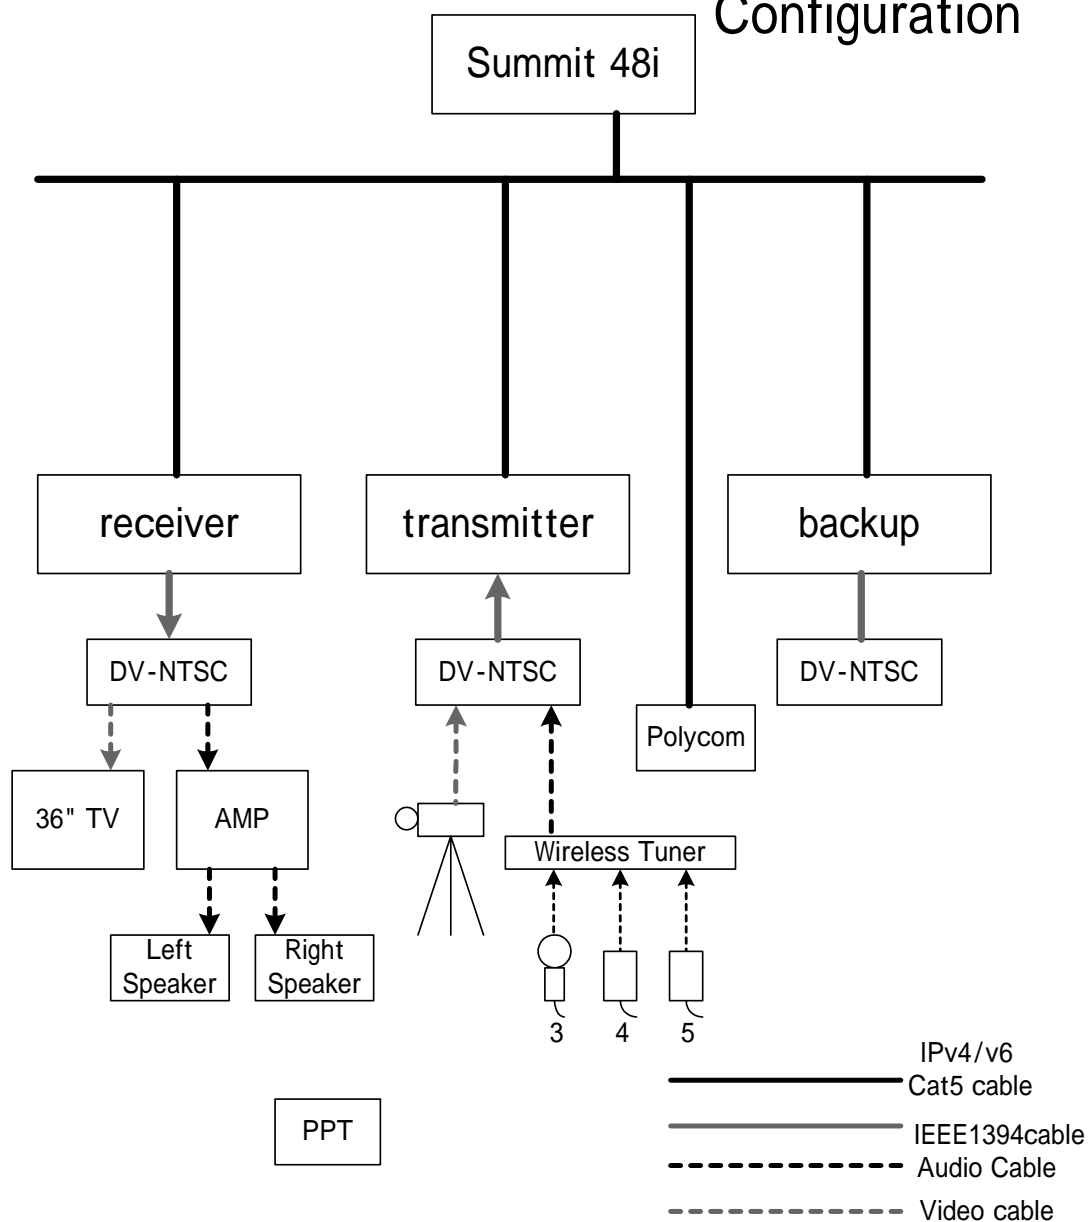 Configuration
Summit 48i
receiver
transmitter
backup
DV-NTSC
DV-NTSC
DV-NTSC
Polycom
36" TV
AMP
Wireless Tuner
Left
Speaker
Right
Speaker
3
4
5
IPv4/v6
Cat5 cable
PPT
IEEE1394cable
Audio Cable
Video cable